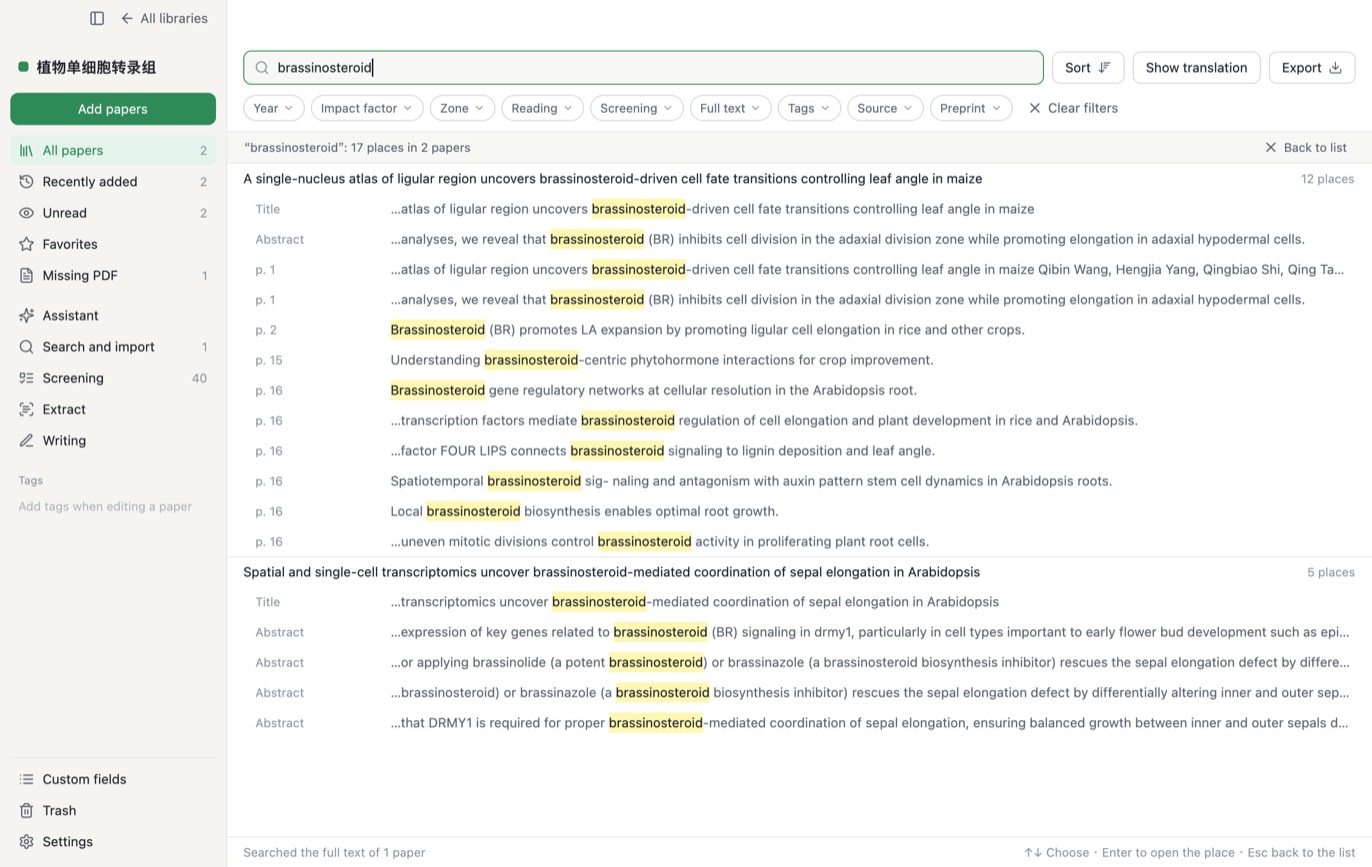 All libraries
植物单细胞转录组
Add papers
All papers 2
Recently added 2
Unread 2
Favorites
Missing PDF 1
Assistant
Search and import 1
Screening 40
Extract
Writing
Tags
Add tags when editing a paper
Custom fields
Trash
Settings
brassinosteroid
Sort
Show translation
Export
Year
Impact factor
Zone
Reading
Screening
Full text
Tags
Source
Preprint
Clear filters
“brassinosteroid”: 17 places in 2 papers
Back to list
A single-nucleus atlas of ligular region uncovers brassinosteroid-driven cell fate transitions controlling leaf angle in maize 12 places
Title ...atlas of ligular region uncovers brassinosteroid-driven cell fate transitions controlling leaf angle in maize
Abstract ...analyses, we reveal that brassinosteroid (BR) inhibits cell division in the adaxial division zone while promoting elongation in adaxial hypodermal cells.
p. 1 ...atlas of ligular region uncovers brassinosteroid-driven cell fate transitions controlling leaf angle in maize Qibin Wang, Hengjia Yang, Qingbiao Shi, Qing Ta...
p. 1 ...analyses, we reveal that brassinosteroid (BR) inhibits cell division in the adaxial division zone while promoting elongation in adaxial hypodermal cells.
p. 2 Brassinosteroid (BR) promotes LA expansion by promoting ligular cell elongation in rice and other crops.
p. 15 Understanding brassinosteroid-centric phytohormone interactions for crop improvement.
p. 16 Brassinosteroid gene regulatory networks at cellular resolution in the Arabidopsis root.
p. 16 ...transcription factors mediate brassinosteroid regulation of cell elongation and plant development in rice and Arabidopsis.
p. 16 ...factor FOUR LIPS connects brassinosteroid signaling to lignin deposition and leaf angle.
p. 16 Spatiotemporal brassinosteroid sig- naling and antagonism with auxin pattern stem cell dynamics in Arabidopsis roots.
p. 16 Local brassinosteroid biosynthesis enables optimal root growth.
p. 16 ...uneven mitotic divisions control brassinosteroid activity in proliferating plant root cells.
Spatial and single-cell transcriptomics uncover brassinosteroid-mediated coordination of sepal elongation in Arabidopsis 5 places
Title ...transcriptomics uncover brassinosteroid-mediated coordination of sepal elongation in Arabidopsis
Abstract ...expression of key genes related to brassinosteroid (BR) signaling in drmy1, particularly in cell types important to early flower bud development such as epi...
Abstract ...or applying brassinolide (a potent brassinosteroid) or brassinazole (a brassinosteroid biosynthesis inhibitor) rescues the sepal elongation defect by differe...
Abstract ...brassinosteroid) or brassinazole (a brassinosteroid biosynthesis inhibitor) rescues the sepal elongation defect by differentially altering inner and outer sep...
Abstract ...that DRMY1 is required for proper brassinosteroid-mediated coordination of sepal elongation, ensuring balanced growth between inner and outer sepals d...
Searched the full text of 1 paper
↑↓ Choose · Enter to open the place · Esc back to the list